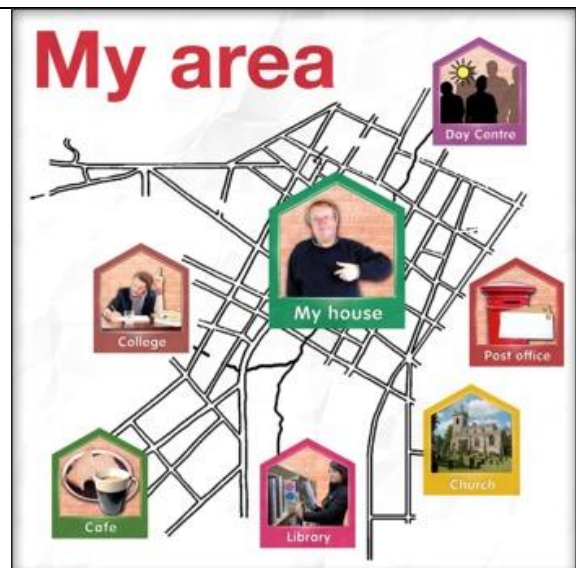 My area
Day Centre
My house
College
Post office
Church
Cafe
Library